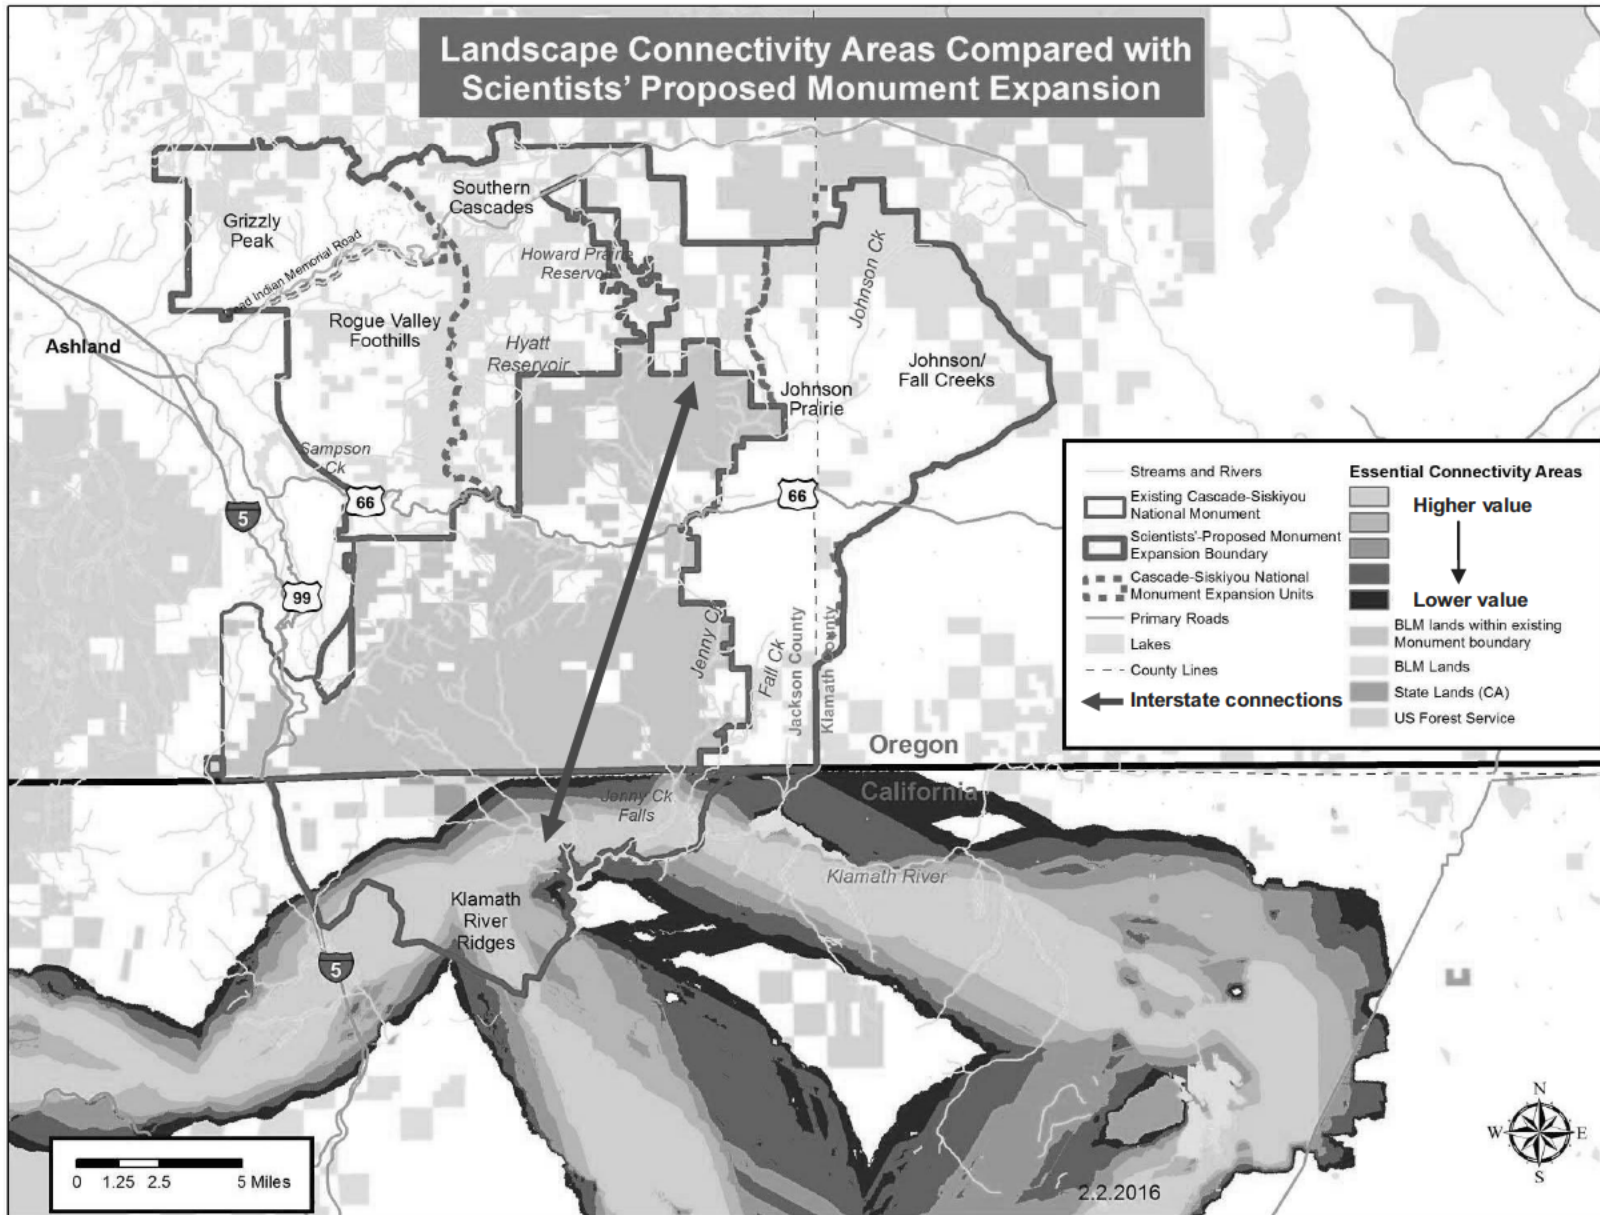 Landscape Connectivity Areas Compared with
Scientists' Proposed Monument Expansion
Southern
Cascades
Grizzly
Peak
Howard Prairie
Reservoir
Dead Indian Memorial Road
Johnson Ck
Rogue Valley
Foothills
Ashland
Hyatt
Reservoir
Johnson/
Fall Creeks
Johnson
Prairie
Sampson
Ck
66
66
5
99
Jenny Ck
Fall Ck
Jackson County
Klamath County
Oregon
California
Jenny Ck
Falls
Klamath River
Klamath
River
Ridges
5
Streams and Rivers
Existing Cascade-Siskiyou
National Monument
Scientists'-Proposed Monument
Expansion Boundary
Cascade-Siskiyou National
Monument Expansion Units
Primary Roads
Lakes
County Lines
Interstate connections
Essential Connectivity Areas
Higher value
Lower value
BLM lands within existing
Monument boundary
BLM Lands
State Lands (CA)
US Forest Service
0 1.25 2.5 5 Miles
2.2.2016
N
W E
S